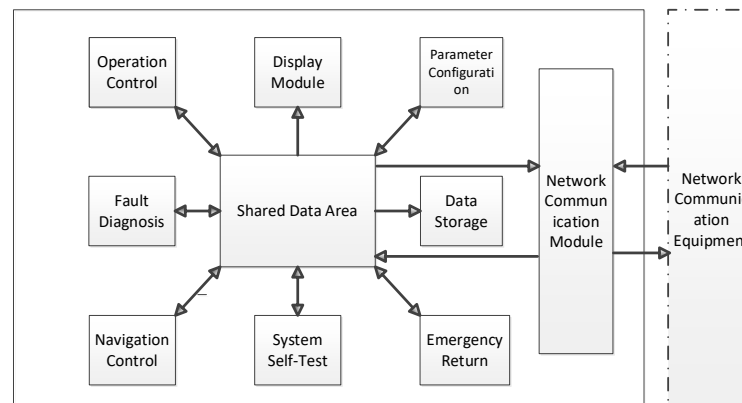 Operation
Control
Display
Module
Parameter
Configurati
on
Fault
Diagnosis
Shared Data Area
Data
Storage
Network
Commun
ication
Module
Network
Communi
ation
Equipmen
Navigation
Control
System
Self-Test
Emergency
Return